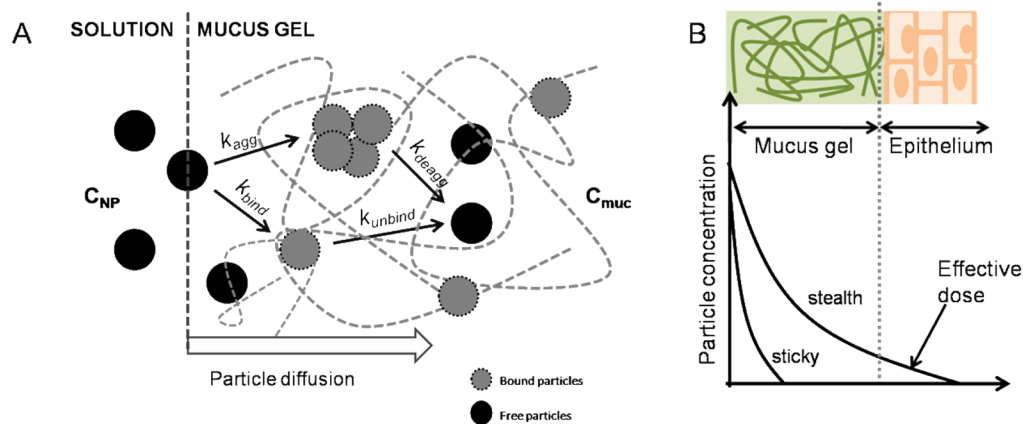 A
SOLUTION
MUCUS GEL
k_agg
k_deagg
k_bind
k_unbind
C_NP
C_muc
Particle diffusion
Bound particles
Free particles
B
Mucus gel
Epithelium
Particle concentration
Effective
dose
stealth
sticky